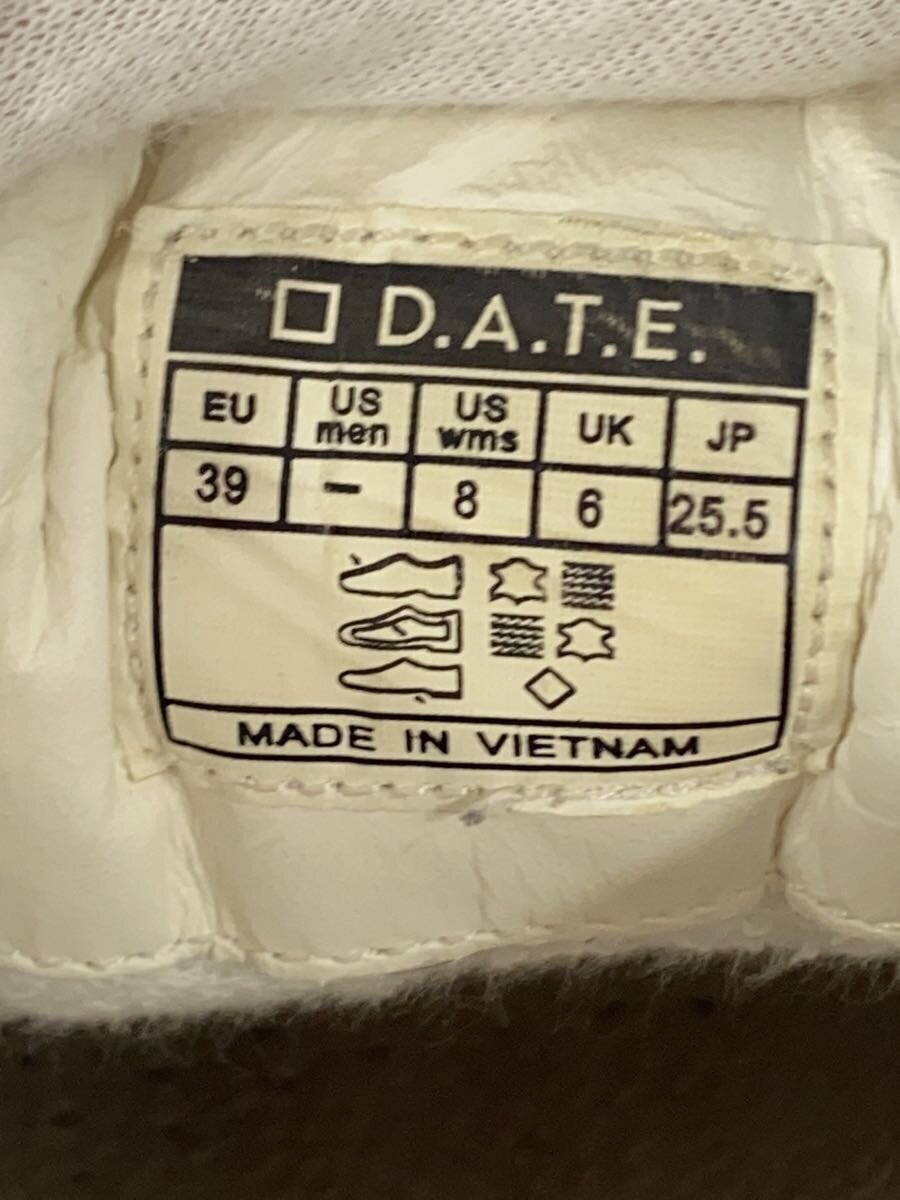 D.A.T.E.
EU US men US wms UK JP
39 - 8 6 25.5
MADE IN VIETNAM